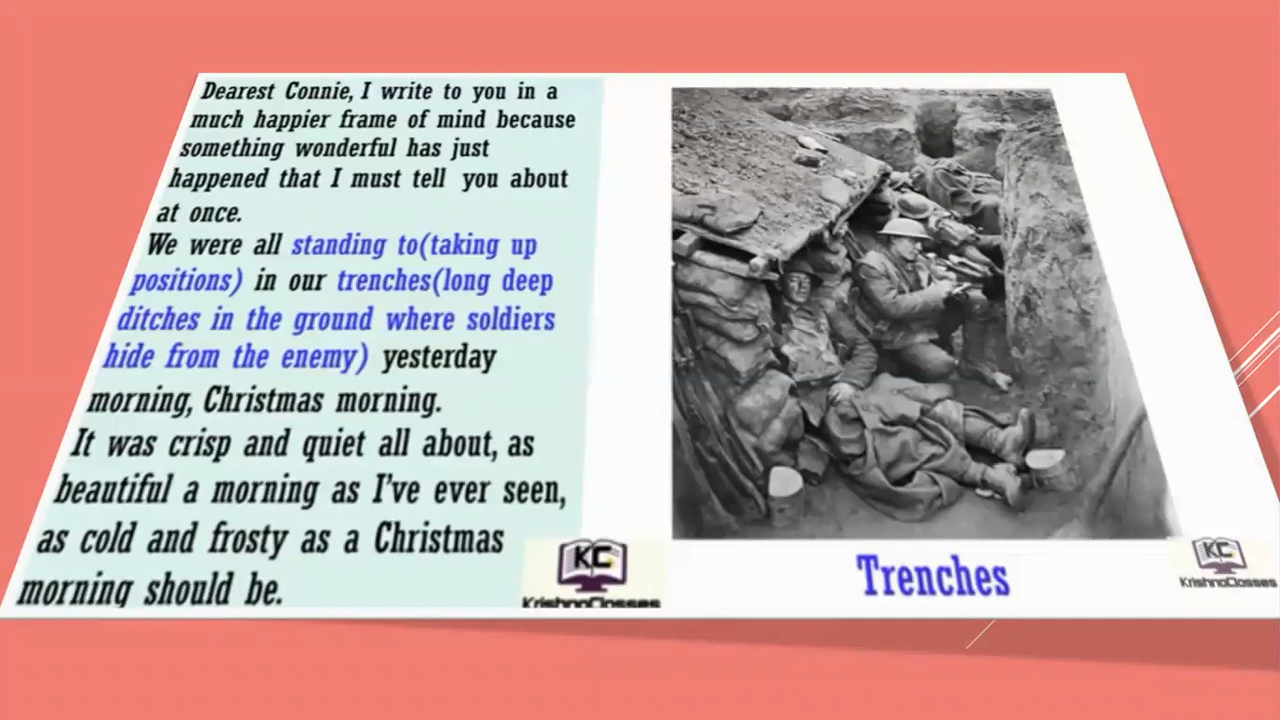 Dearest Connie, I write to you in a
much happier frame of mind because
something wonderful has just
happened that I must tell you about
at once.
We were all standing to(taking up
positions) in our trenches(long deep
ditches in the ground where soldiers
hide from the enemy) yesterday
morning, Christmas morning.
It was crisp and quiet all about, as
beautiful a morning as I've ever seen,
as cold and frosty as a Christmas
morning should be.
KC
KrishnaClasses
Trenches
KC
KrishnaClasses